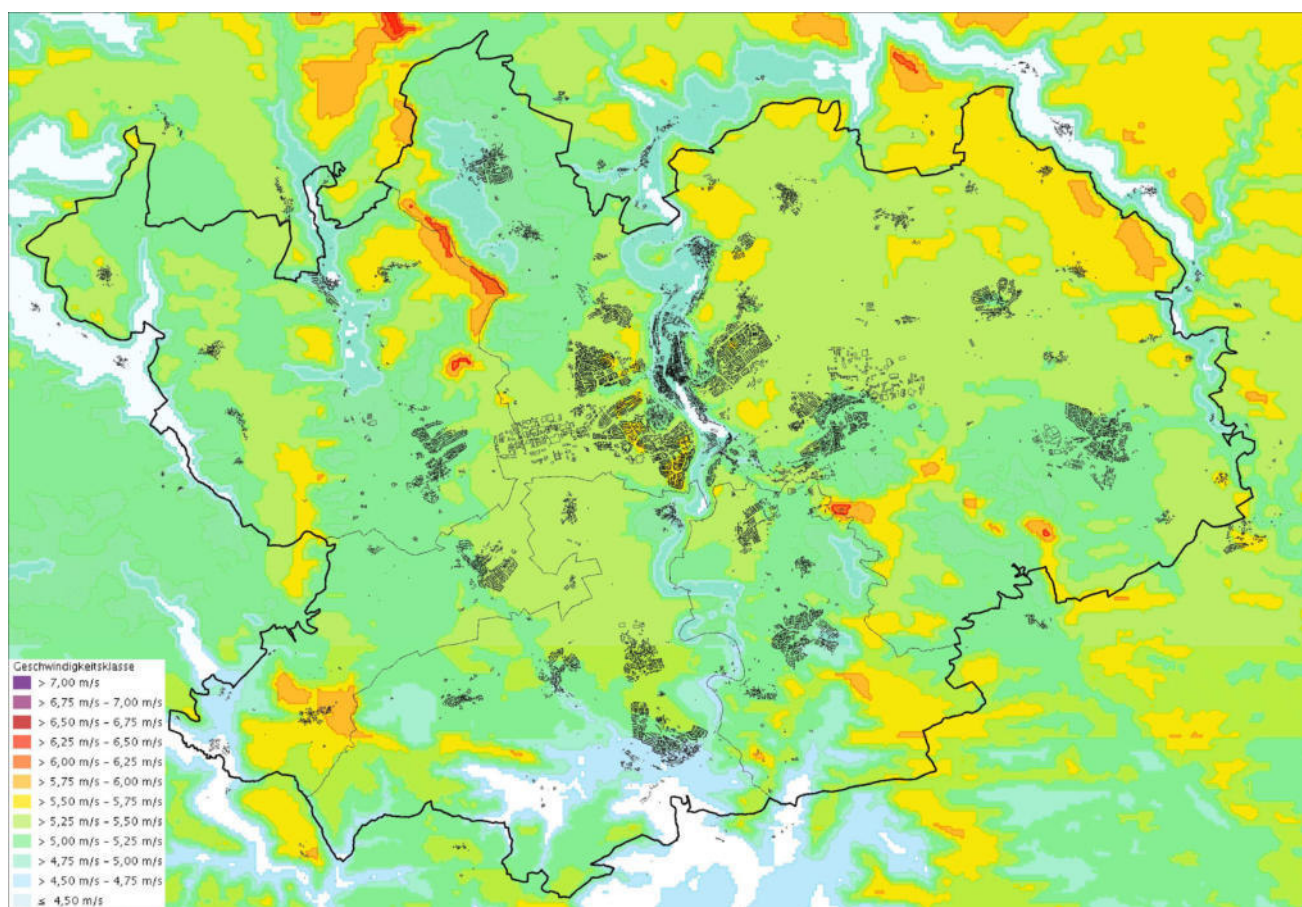 Geschwindigkeitsklasse
> 7,00 m/s
> 6,75 m/s - 7,00 m/s
> 6,50 m/s - 6,75 m/s
> 6,25 m/s - 6,50 m/s
> 6,00 m/s - 6,25 m/s
> 5,75 m/s - 6,00 m/s
> 5,50 m/s - 5,75 m/s
> 5,25 m/s - 5,50 m/s
> 5,00 m/s - 5,25 m/s
> 4,75 m/s - 5,00 m/s
> 4,50 m/s - 4,75 m/s
≤ 4,50 m/s